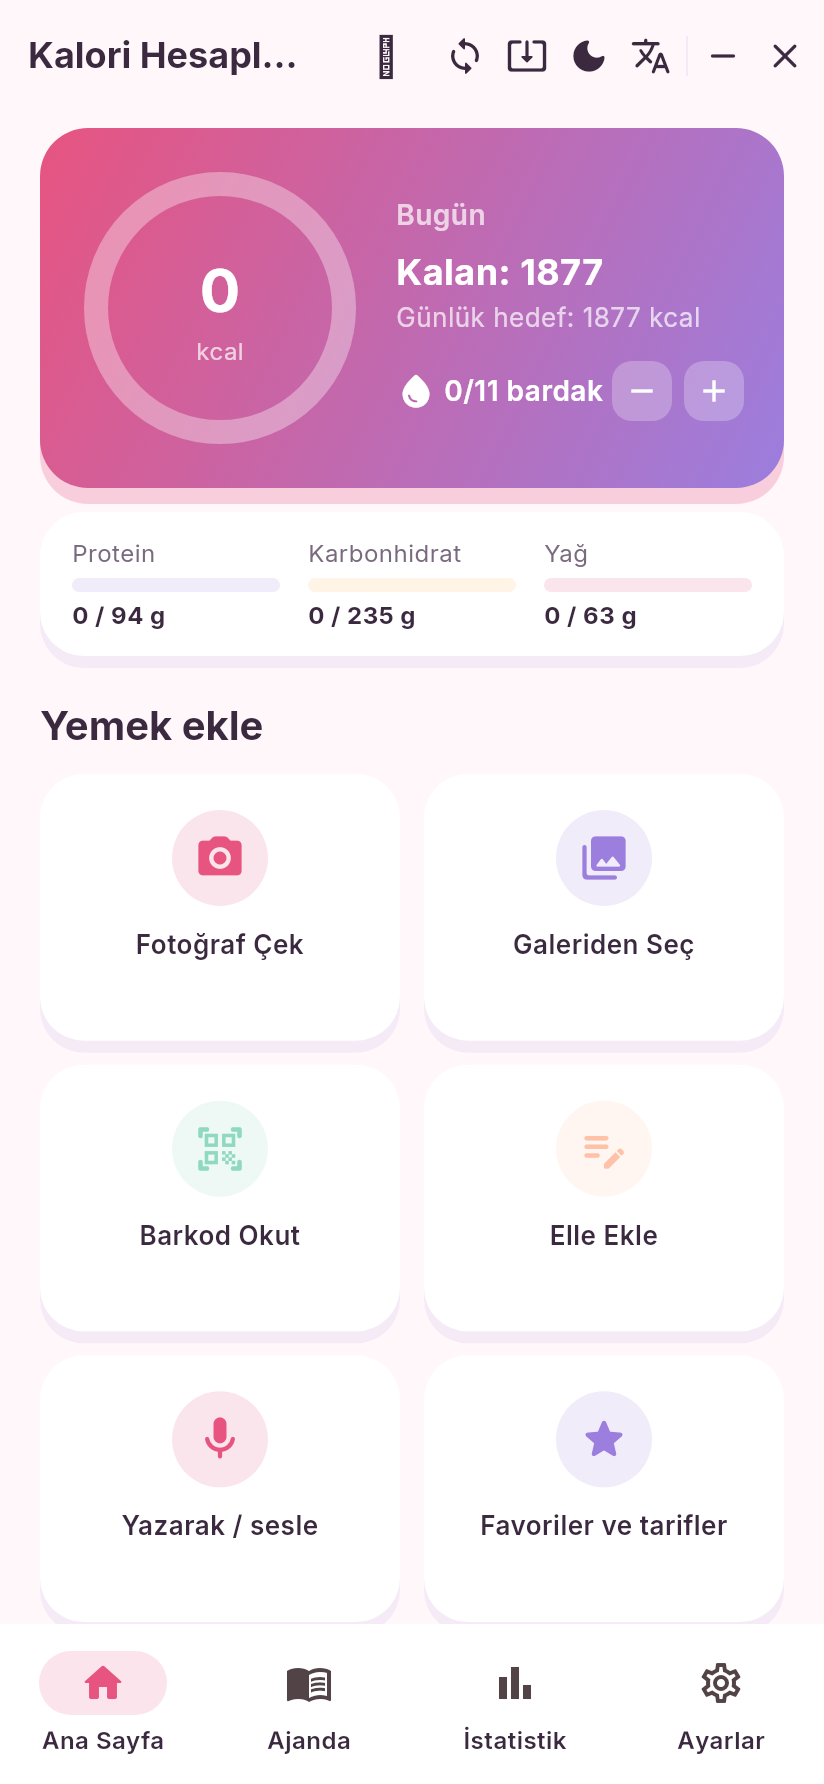 Kalori Hesapl...
NO GLYPH
Bugün
0
kcal
Kalan: 1877
Günlük hedef: 1877 kcal
0/11 bardak
Protein
Karbonhidrat
Yağ
0 / 94 g
0 / 235 g
0 / 63 g
Yemek ekle
Fotoğraf Çek
Galeriden Seç
Barkod Okut
Elle Ekle
Yazarak / sesle
Favoriler ve tarifler
Ana Sayfa
Ajanda
İstatistik
Ayarlar